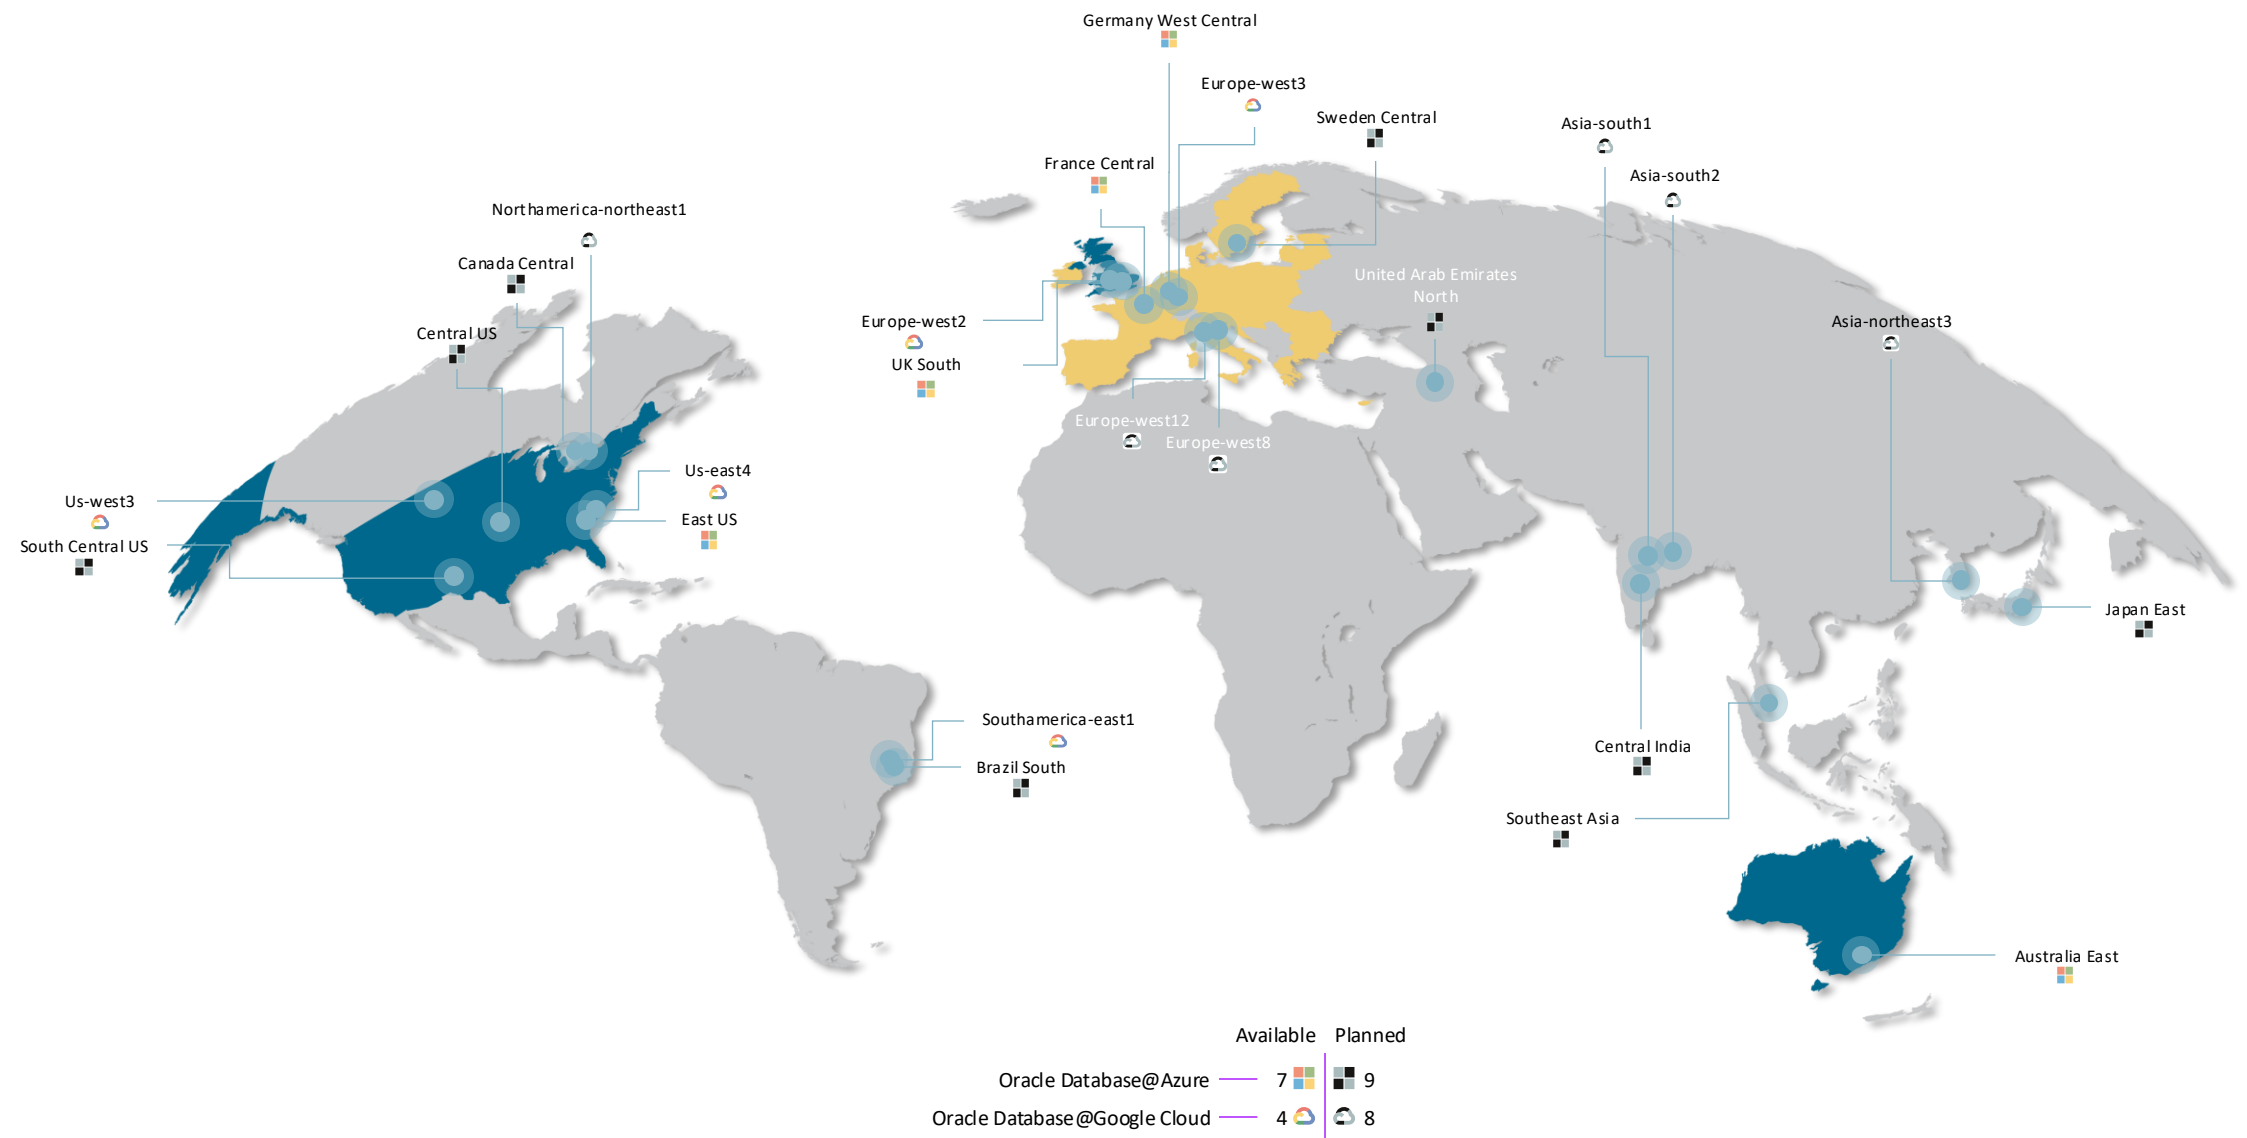 Germany West Central
Europe-west3
Sweden Central
Asia-south1
France Central
Asia-south2
Northamerica-northeast1
Canada Central
United Arab Emirates
North
Europe-west2
Asia-northeast3
Central US
UK South
Europe-west12
Europe-west8
Us-east4
Us-west3
East US
South Central US
Japan East
Southamerica-east1
Central India
Brazil South
Southeast Asia
Australia East
Available Planned
Oracle Database@Azure 7 9
Oracle Database@Google Cloud 4 8